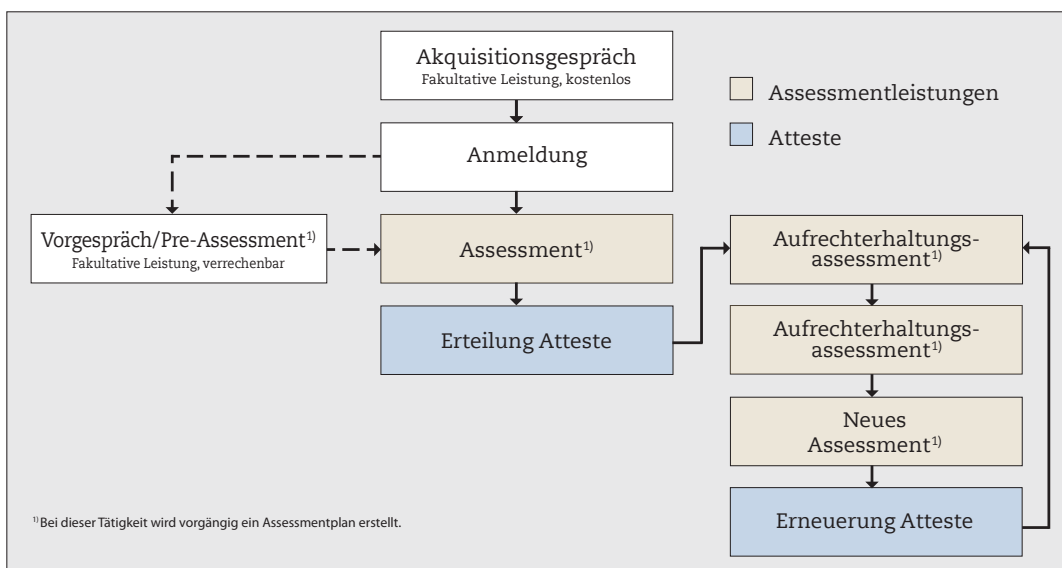 Akquisitionsgespräch
Fakultative Leistung, kostenlos
Assessmentleistungen
Atteste
Anmeldung
Vorgespräch/Pre-Assessment¹⁾
Fakultative Leistung, verrechenbar
Assessment¹⁾
Erteilung Atteste
Aufrechterhaltungs-
assessment¹⁾
Aufrechterhaltungs-
assessment¹⁾
Neues
Assessment¹⁾
Erneuerung Atteste
¹⁾ Bei dieser Tätigkeit wird vorgängig ein Assessmentplan erstellt.